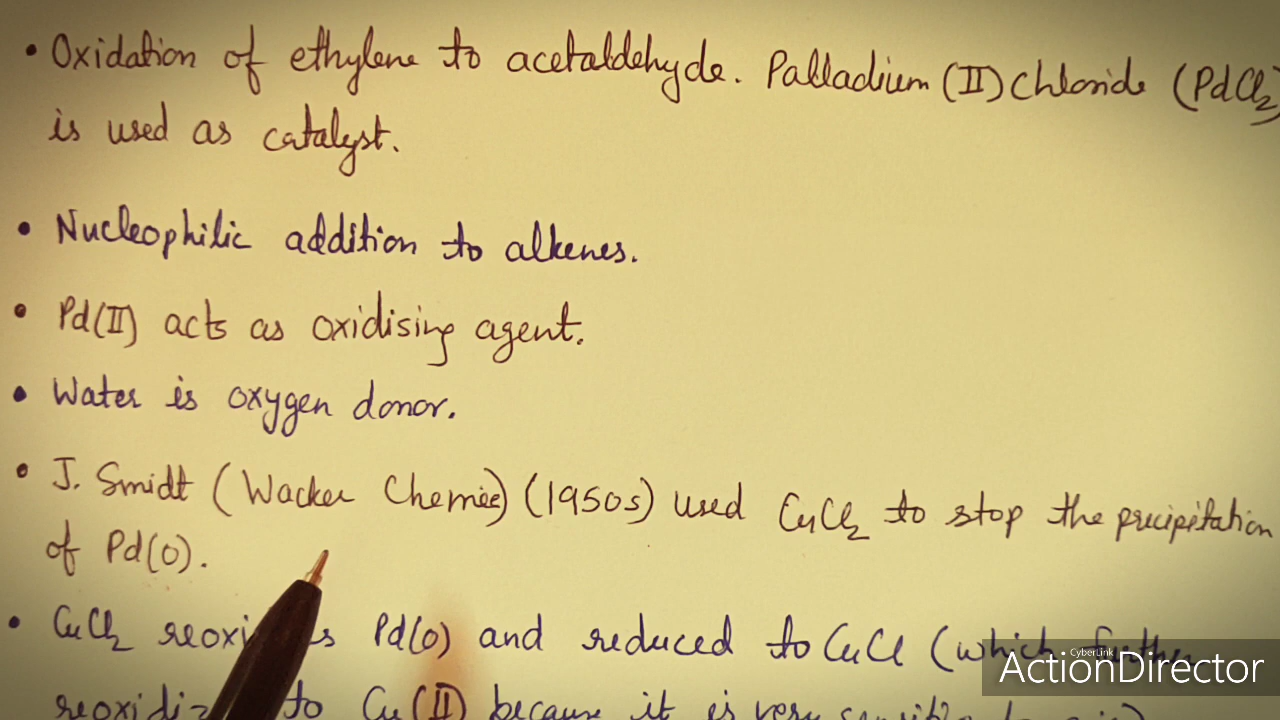 • Oxidation of ethylene to acetaldehyde. Palladium (II) Chloride (PdCl2)
is used as catalyst.
• Nucleophilic addition to alkenes.
• Pd(II) acts as oxidising agent.
• Water is oxygen donor.
• J. Smidt (Wacker Chemie) (1950s) used CuCl2 to stop the precipitation
of Pd(0).
• CuCl2 Pd(0) and reduced to CuCl (which
to Cu(II) because it is very
CyberLink
ActionDirector